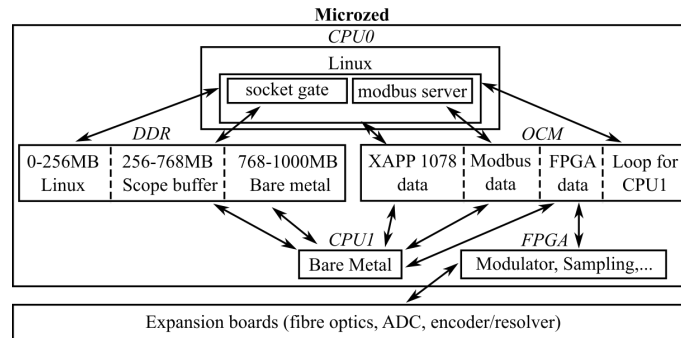 Microzed
CPU0
Linux
socket gate
modbus server
DDR
OCM
0-256MB
Linux
256-768MB
Scope buffer
768-1000MB
Bare metal
XAPP 1078
data
Modbus
data
FPGA
data
Loop for
CPU1
CPU1
FPGA
Bare Metal
Modulator, Sampling,...
Expansion boards (fibre optics, ADC, encoder/resolver)